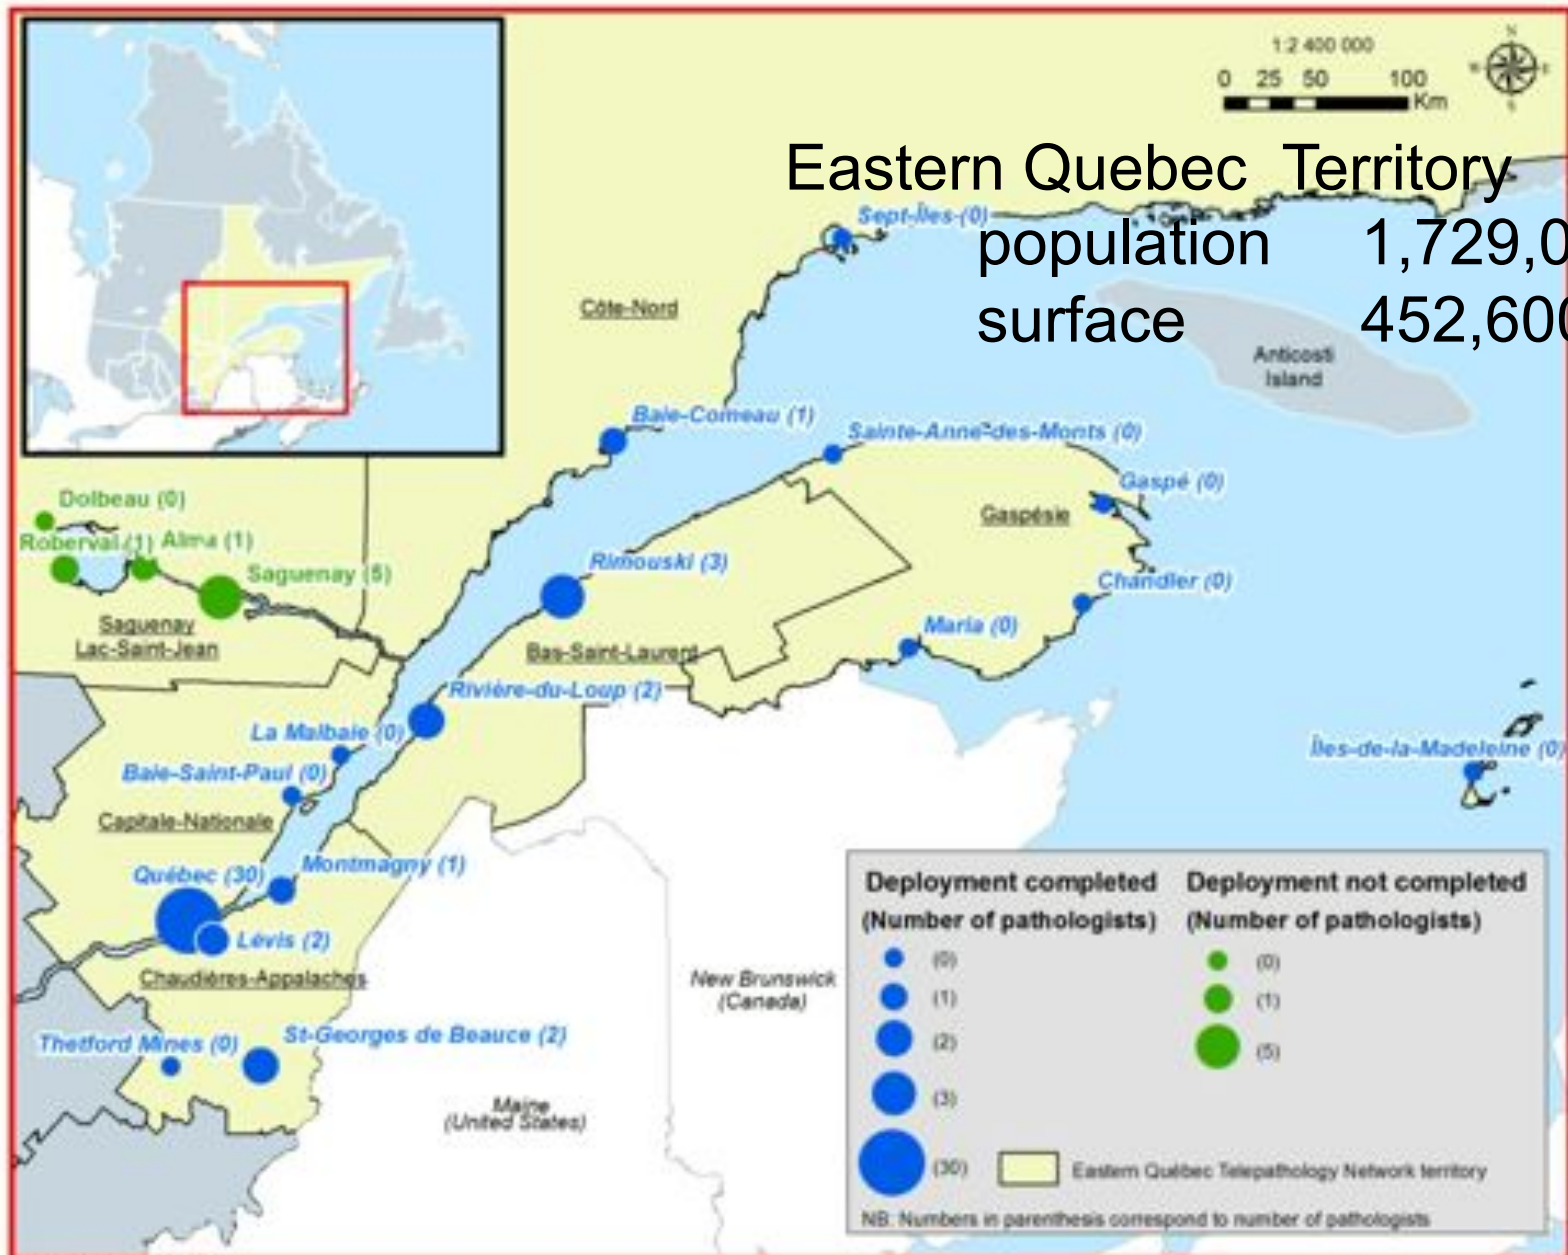 1:2 400 000
0 25 50 100
Km
Eastern Quebec Territory
Sept-Îles (0)
population 1,729,0
surface 452,600
Côte-Nord
Anticosti
Island
Baie-Comeau (1)
Sainte-Anne-des-Monts (0)
Gaspé (0)
Gaspésie
Dolbeau (0)
Roberval (1) Alma (1)
Saguenay (5)
Rimouski (3)
Chandler (0)
Maria (0)
Saguenay
Lac-Saint-Jean
Bas-Saint-Laurent
Rivière-du-Loup (2)
La Malbaie (0)
Îles-de-la-Madeleine (0)
Baie-Saint-Paul (0)
Capitale-Nationale
Québec (30)
Montmagny (1)
Lévis (2)
Chaudières-Appalaches
New Brunswick
(Canada)
Thetford Mines (0)
St-Georges de Beauce (2)
Maine
(United States)
Deployment completed
(Number of pathologists)
(0)
(1)
(2)
(3)
(30)
Deployment not completed
(Number of pathologists)
(0)
(1)
(5)
Eastern Québec Telepathology Network territory
NB: Numbers in parenthesis correspond to number of pathologists